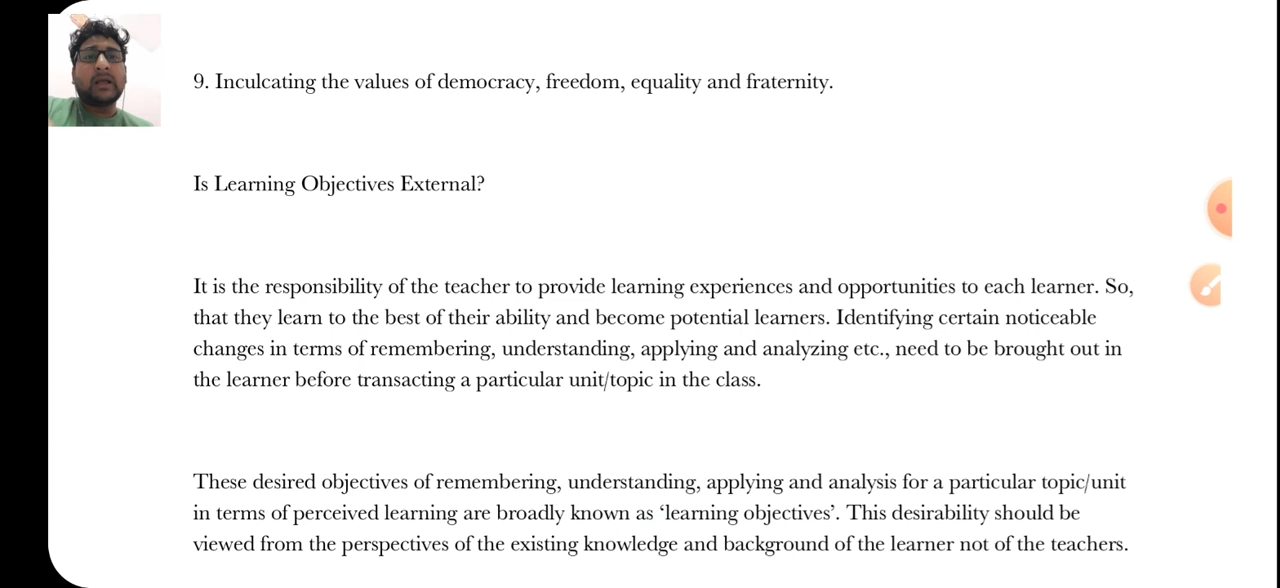 9. Inculcating the values of democracy, freedom, equality and fraternity.
Is Learning Objectives External?
It is the responsibility of the teacher to provide learning experiences and opportunities to each learner. So,
that they learn to the best of their ability and become potential learners. Identifying certain noticeable
changes in terms of remembering, understanding, applying and analyzing etc., need to be brought out in
the learner before transacting a particular unit/topic in the class.
These desired objectives of remembering, understanding, applying and analysis for a particular topic/unit
in terms of perceived learning are broadly known as ‘learning objectives’. This desirability should be
viewed from the perspectives of the existing knowledge and background of the learner not of the teachers.